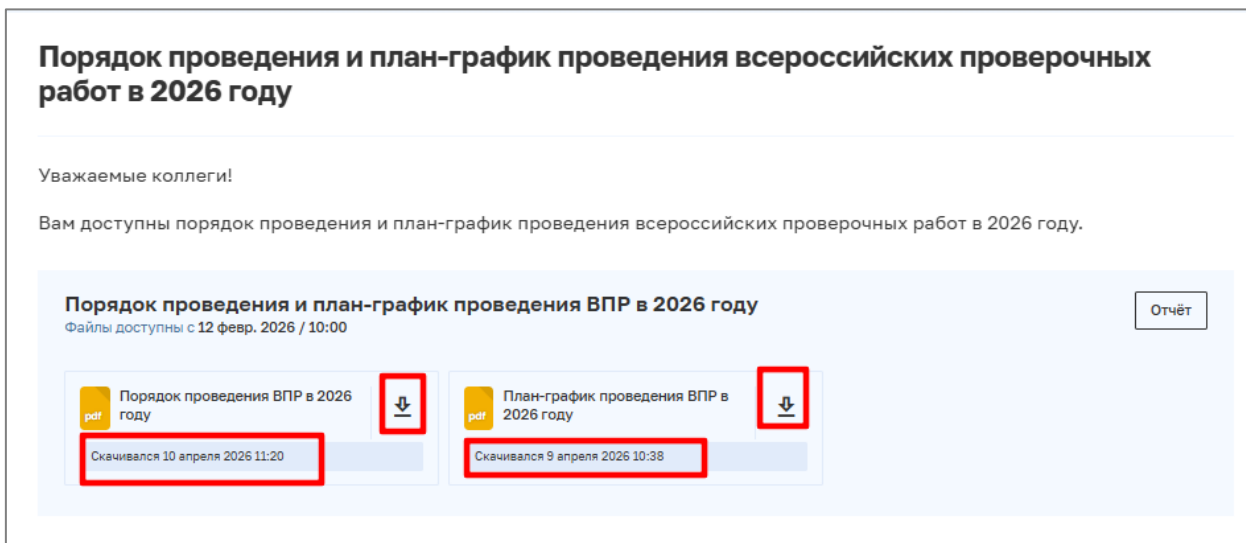 Порядок проведения и план-график проведения всероссийских проверочных
работ в 2026 году
Уважаемые коллеги!
Вам доступны порядок проведения и план-график проведения всероссийских проверочных работ в 2026 году.
Порядок проведения и план-график проведения ВПР в 2026 году
Отчёт
Файлы доступны с 12 февр. 2026 / 10:00
pdf
Порядок проведения ВПР в 2026
году
Скачивался 10 апреля 2026 11:20
pdf
План-график проведения ВПР в
2026 году
Скачивался 9 апреля 2026 10:38